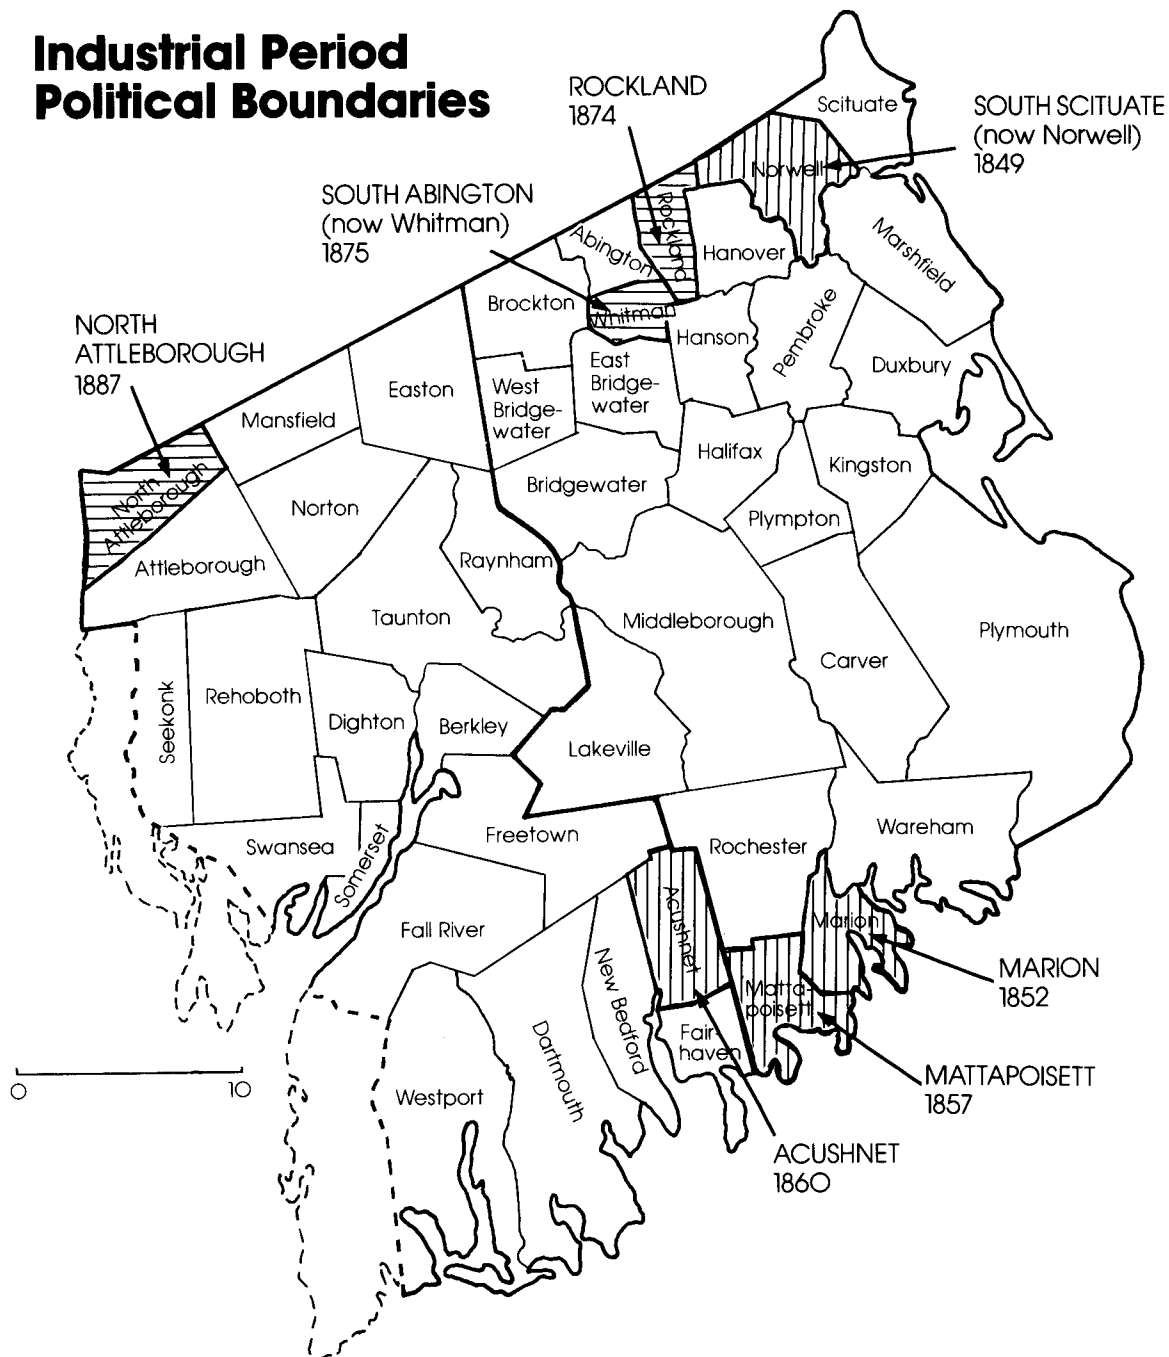 Industrial Period
Political Boundaries
ROCKLAND
1874
SOUTH SCITUATE
(now Norwell)
1849
SOUTH ABINGTON
(now Whitman)
1875
NORTH
ATTLEBOROUGH
1887
Scituate
Norwell
Rockland
Abington
Hanover
Marshfield
Brockton
Whitman
Hanson
Pembroke
Duxbury
Easton
West
Bridge-
water
East
Bridge-
water
Mansfield
Halifax
Kingston
Bridgewater
North
Attleborough
Norton
Plympton
Attleborough
Raynham
Taunton
Middleborough
Plymouth
Carver
Seekonk
Rehoboth
Dighton
Berkley
Lakeville
Swansea
Somerset
Freetown
Rochester
Wareham
Fall River
Acushnet
Marion
New Bedford
Matta-
poisett
Fair-
haven
Dartmouth
Westport
MARION
1852
MATTAPOISETT
1857
ACUSHNET
1860
0
10